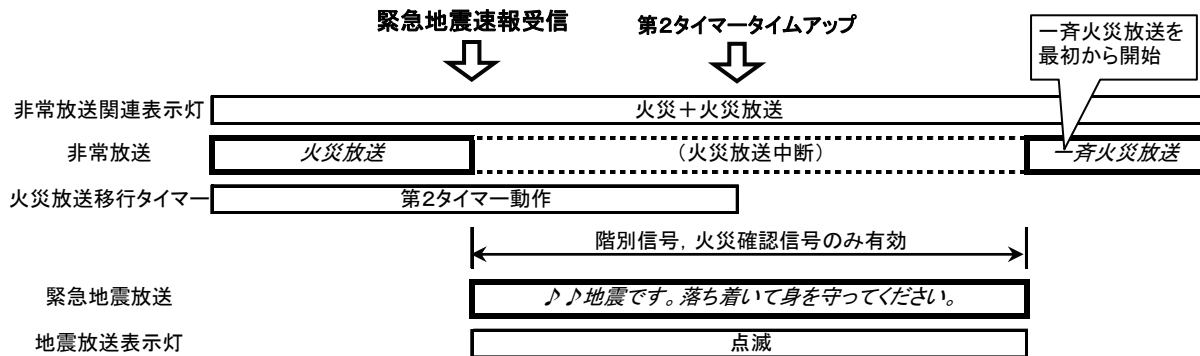 緊急地震速報受信
第2タイマータイムアップ
一斉火災放送を
最初から開始
非常放送関連表示灯
火災＋火災放送
非常放送
火災放送
（火災放送中断）
一斉火災放送
火災放送移行タイマー
第2タイマー動作
階別信号，火災確認信号のみ有効
緊急地震放送
♪♪地震です。落ち着いて身を守ってください。
地震放送表示灯
点滅